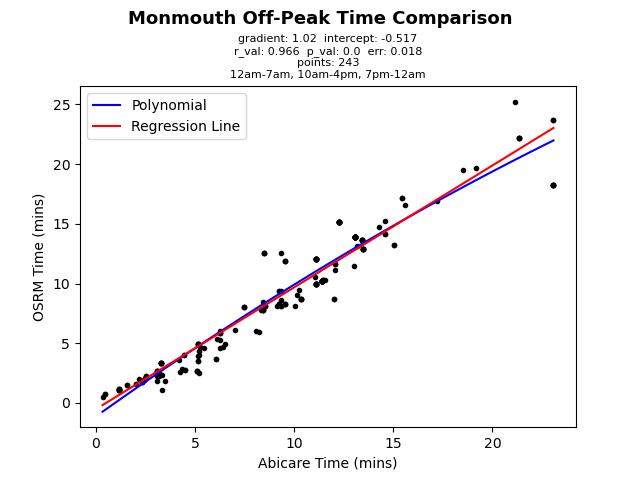 Monmouth Off-Peak Time Comparison
gradient: 1.02  intercept: -0.517
r_val: 0.966  p_val: 0.0  err: 0.018
points: 243
12am-7am, 10am-4pm, 7pm-12am
Polynomial
Regression Line
25
20
15
10
5
0
OSRM Time (mins)
0 5 10 15 20
Abicare Time (mins)